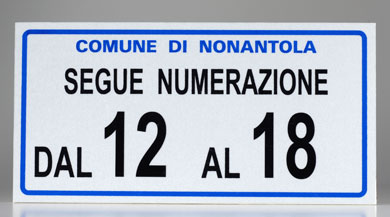 COMUNE DI NONANTOLA
SEGUE NUMERAZIONE
DAL 12 AL 18